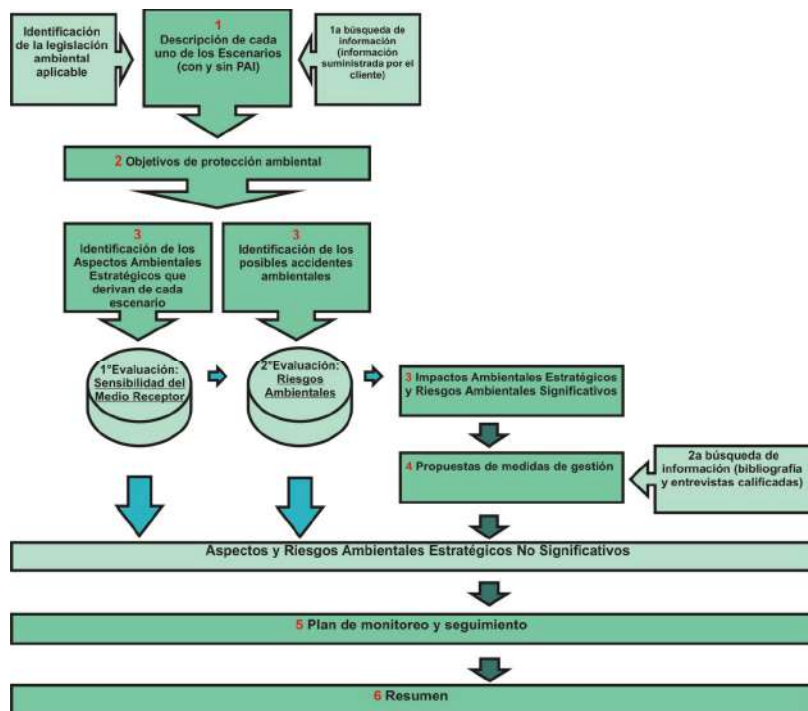 Identificación
de la legislación
ambiental
aplicable
1
Descripción de cada
uno de los Escenarios
(con y sin PAI)
1a búsqueda de
información
(información
suministrada por el
cliente)
2 Objetivos de protección ambiental
3
Identificación de los
Aspectos Ambientales
Estratégicos que
derivan de cada
escenario
3
Identificación de los
posibles accidentes
ambientales
1°Evaluación:
Sensibilidad del
Medio Receptor
2°Evaluación:
Riesgos
Ambientales
3 Impactos Ambientales Estratégicos
y Riesgos Ambientales Significativos
4 Propuestas de medidas de gestión
2a búsqueda de
información (bibliografía
y entrevistas calificadas)
Aspectos y Riesgos Ambientales Estratégicos No Significativos
5 Plan de monitoreo y seguimiento
6 Resumen